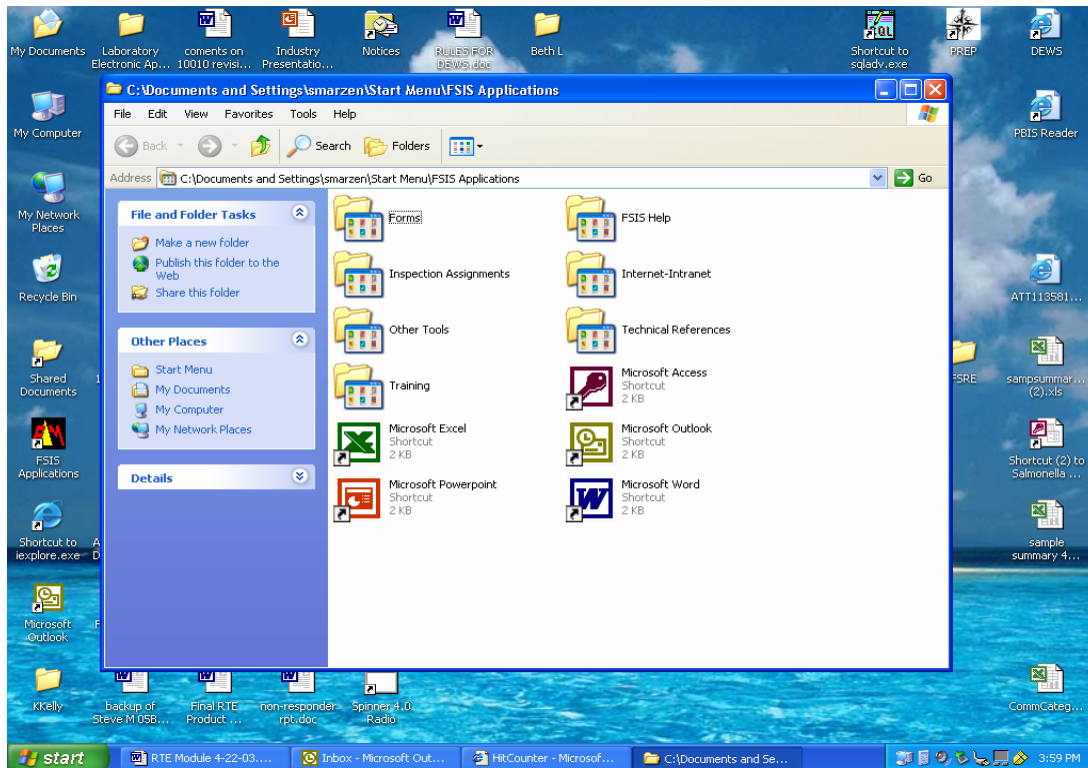 My Documents
Laboratory
Electronic Ap...
coments on
10010 revisi...
Industry
Presentatio...
Notices
RULES FOR
DEWS.doc
Beth L
Shortcut to
sqladv.exe
PREP
DEWS
My Computer
My Network
Places
Recycle Bin
Shared
Documents
FSIS
Applications
Shortcut to
iexplore.exe
Microsoft
Outlook
KKelly
C:\Documents and Settings\smarzen\Start Menu\FSIS Applications
File Edit View Favorites Tools Help
Back Search Folders
Address C:\Documents and Settings\smarzen\Start Menu\FSIS Applications Go
File and Folder Tasks
Make a new folder
Publish this folder to the
Web
Share this folder
Other Places
Start Menu
My Documents
My Computer
My Network Places
Details
Forms
FSIS Help
Inspection Assignments
Internet-Intranet
Other Tools
Technical References
Training
Microsoft Access
Shortcut
2 KB
Microsoft Excel
Shortcut
2 KB
Microsoft Outlook
Shortcut
2 KB
Microsoft Powerpoint
Shortcut
2 KB
Microsoft Word
Shortcut
2 KB
PBIS Reader
ATT113581...
FSRE
sampsummar...
(2).xls
Shortcut (2) to
Salmonella ...
sample
summary 4...
CommCateg...
backup of
Steve M 05B...
Final RTE
Product ...
non-responder
rpt.doc
Spinner 4.0
Radio
start
RTE Module 4-22-03....
Inbox - Microsoft Out...
HitCounter - Microsof...
C:\Documents and Se...
3:59 PM